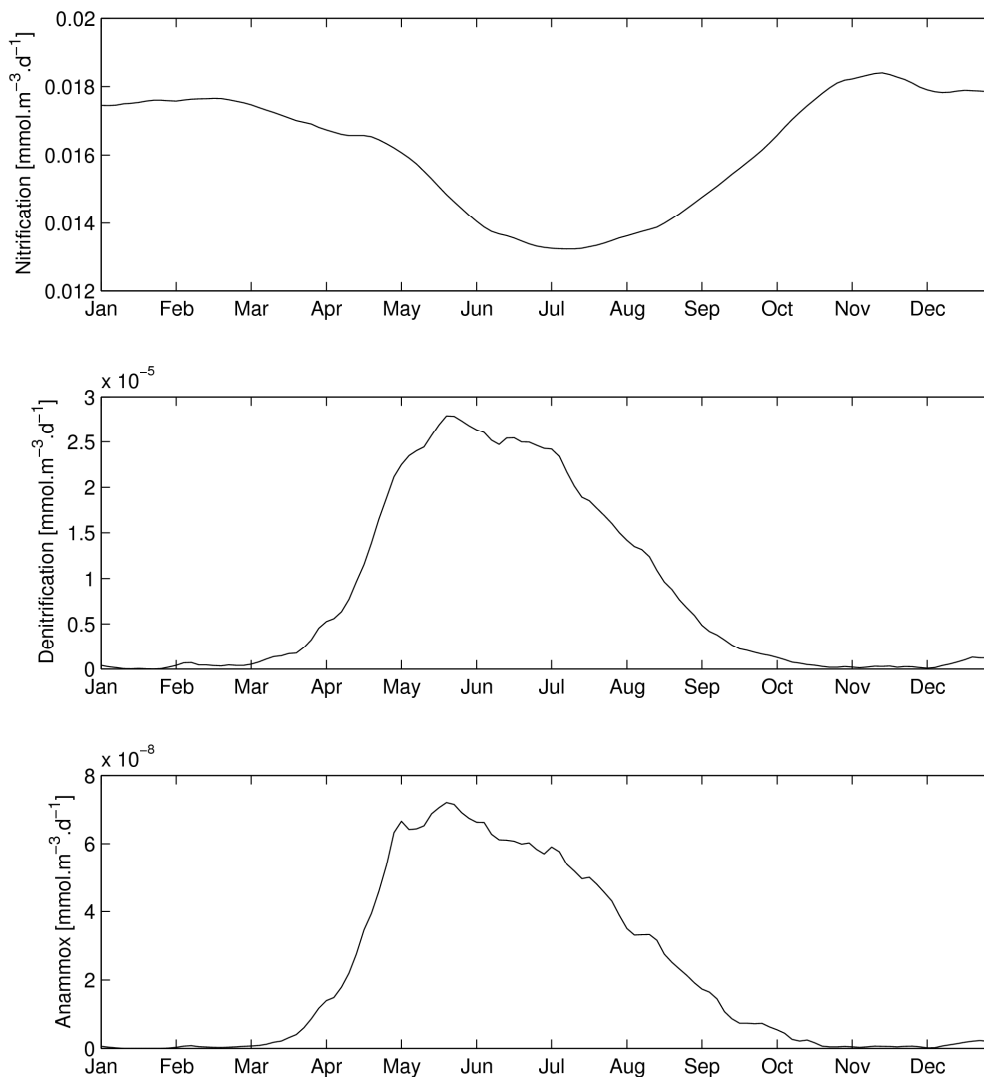 0.02
0.018
0.016
0.014
0.012
Nitrification [mmol.m−3.d−1]
Jan Feb Mar Apr May Jun Jul Aug Sep Oct Nov Dec
x 10−5
3
2.5
2
1.5
1
0.5
0
Denitrification [mmol.m−3.d−1]
Jan Feb Mar Apr May Jun Jul Aug Sep Oct Nov Dec
x 10−8
8
6
4
2
0
Anammox [mmol.m−3.d−1]
Jan Feb Mar Apr May Jun Jul Aug Sep Oct Nov Dec